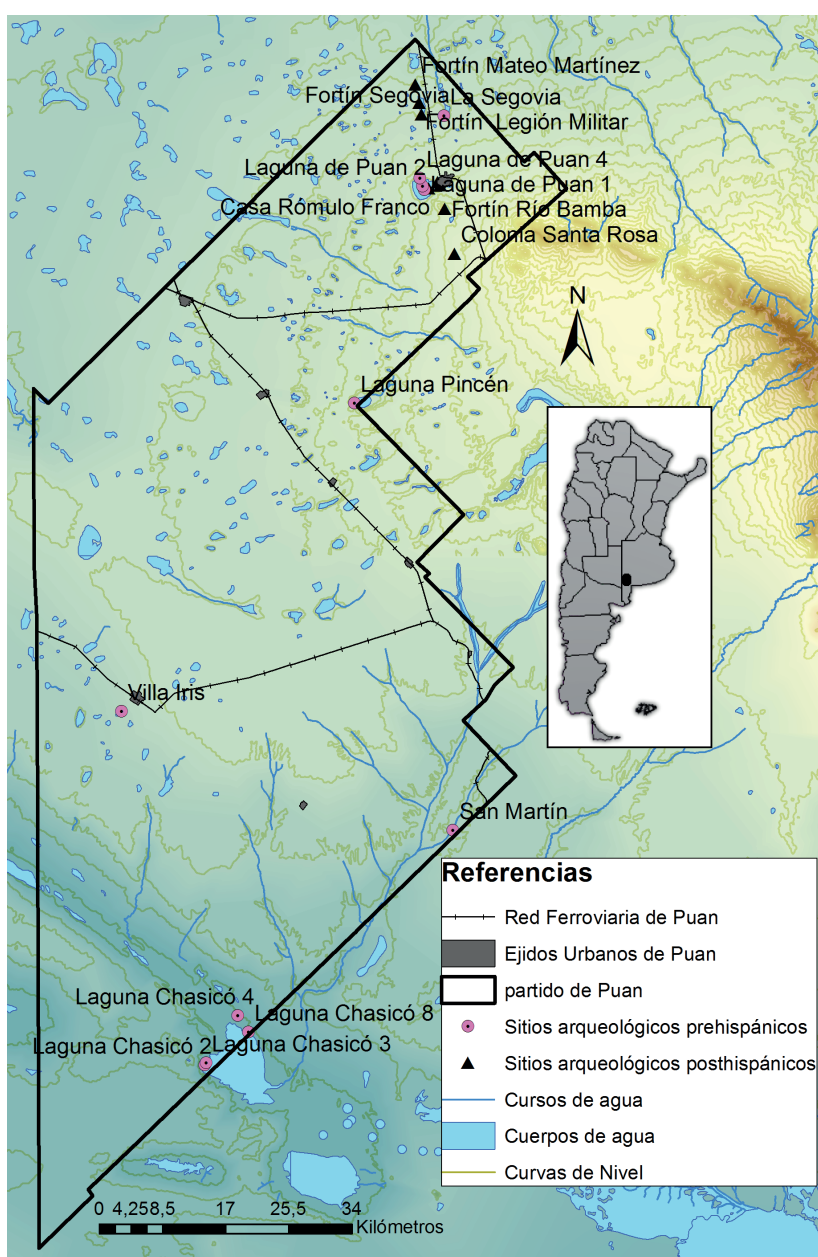 Fortín Mateo Martínez
Fortín Segovia
La Segovia
Fortín Legión Militar
Laguna de Puan 4
Laguna de Puan 2
Laguna de Puan 1
Casa Rómulo Franco
Fortín Río Bamba
Colonia Santa Rosa
N
Laguna Pincén
Villa Iris
San Martín
Laguna Chasicó 4
Laguna Chasicó 8
Laguna Chasicó 2
Laguna Chasicó 3
Referencias
Red Ferroviaria de Puan
Ejidos Urbanos de Puan
partido de Puan
Sitios arqueológicos prehispánicos
Sitios arqueológicos posthispánicos
Cursos de agua
Cuerpos de agua
Curvas de Nivel
0 4,25 8,5 17 25,5 34
Kilómetros